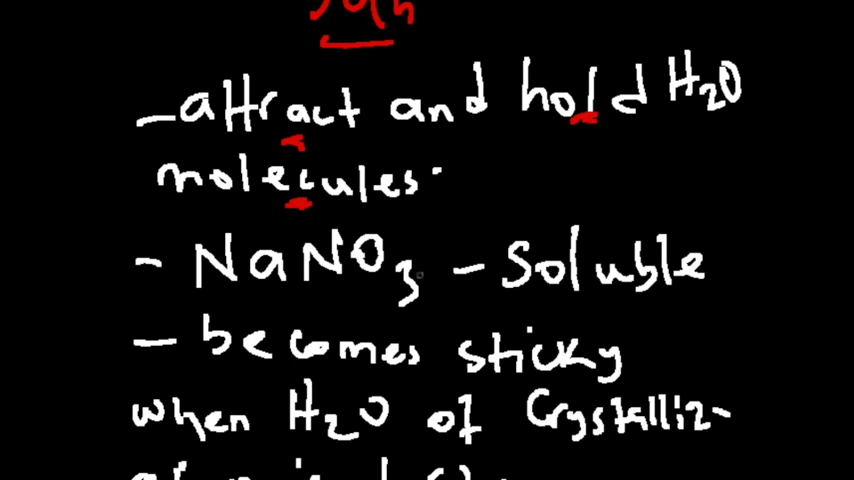 - attract and hold H2O
molecules.
- NaNO3 - Soluble
- becomes sticky
when H2O of Crystalliz-